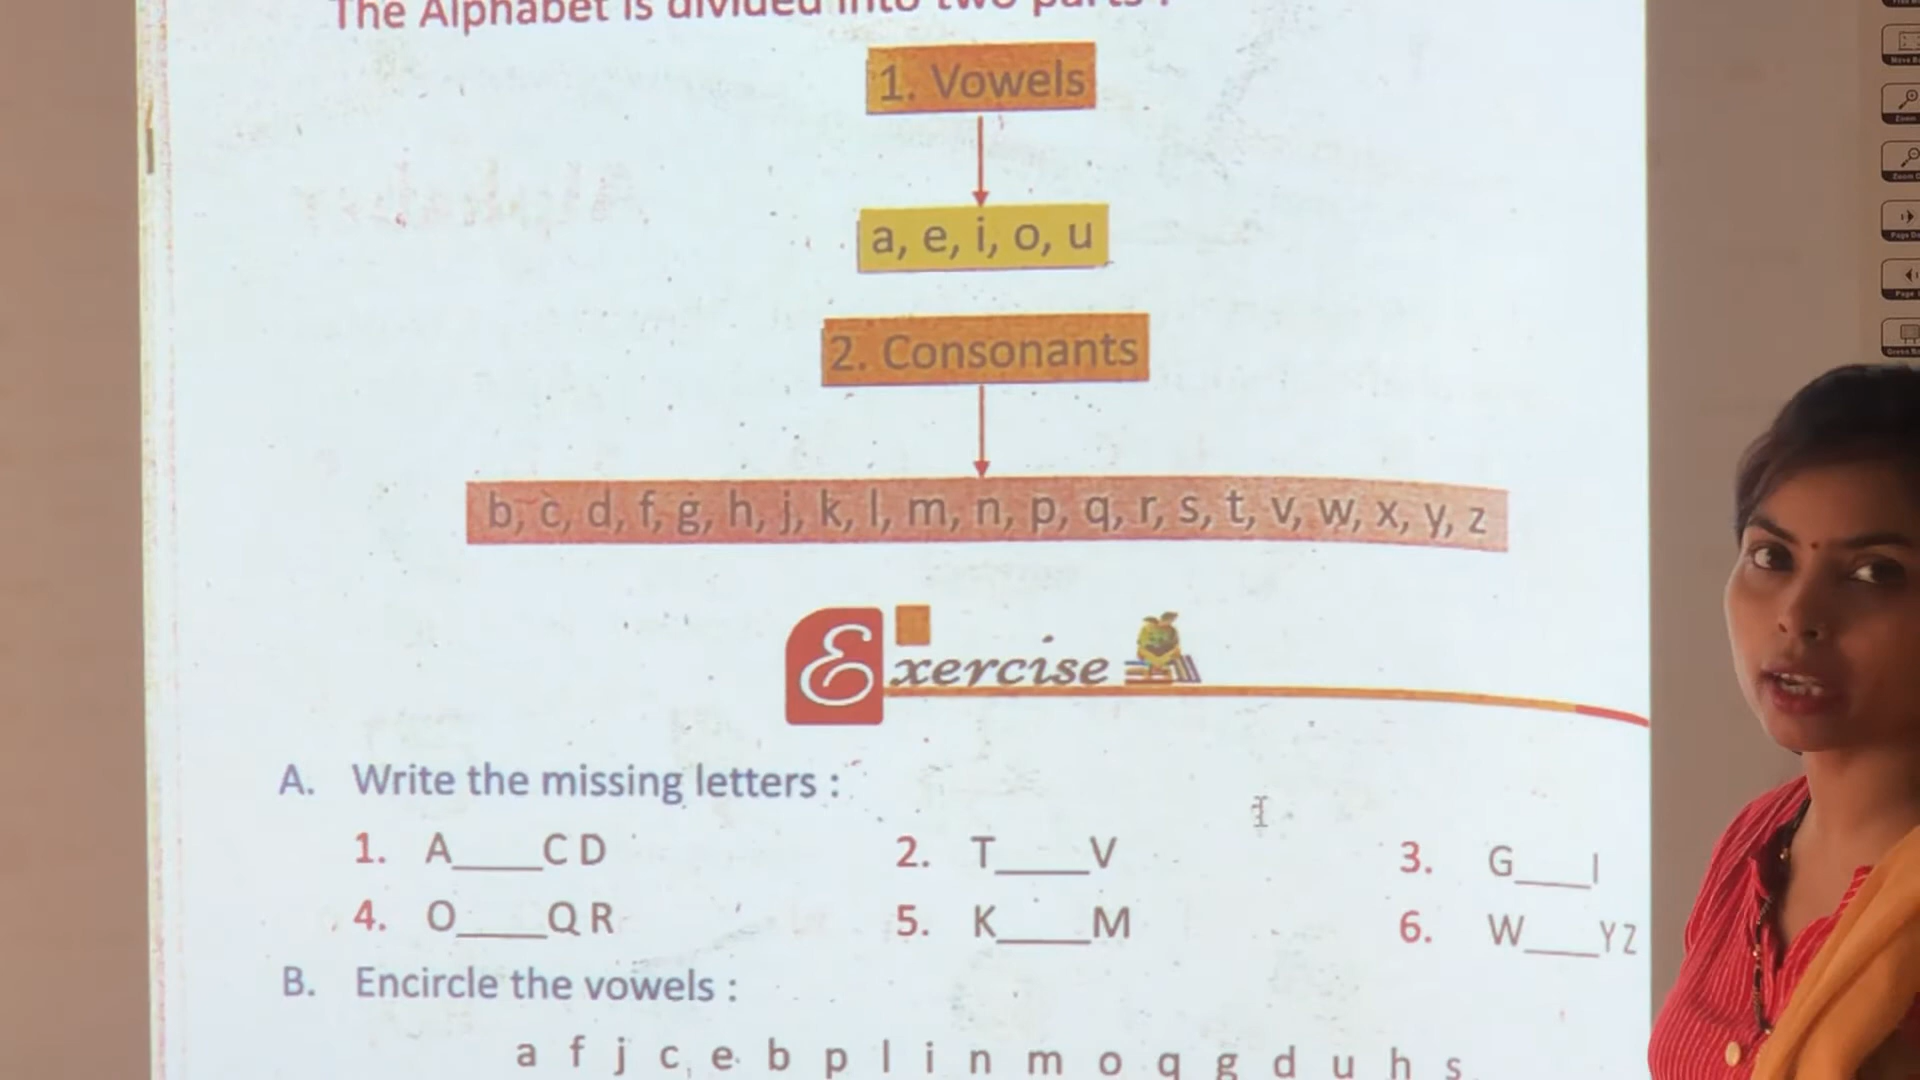 The Alphabet is divided into two parts :
1. Vowels
a, e, i, o, u
2. Consonants
b, c, d, f, g, h, j, k, l, m, n, p, q, r, s, t, v, w, x, y, z
Exercise
A. Write the missing letters :
1. A____C D 2. T____V 3. G____I
4. O____Q R 5. K____M 6. W____Y Z
B. Encircle the vowels :
a f j c e b p l i n m o q g d u h s
Zoom